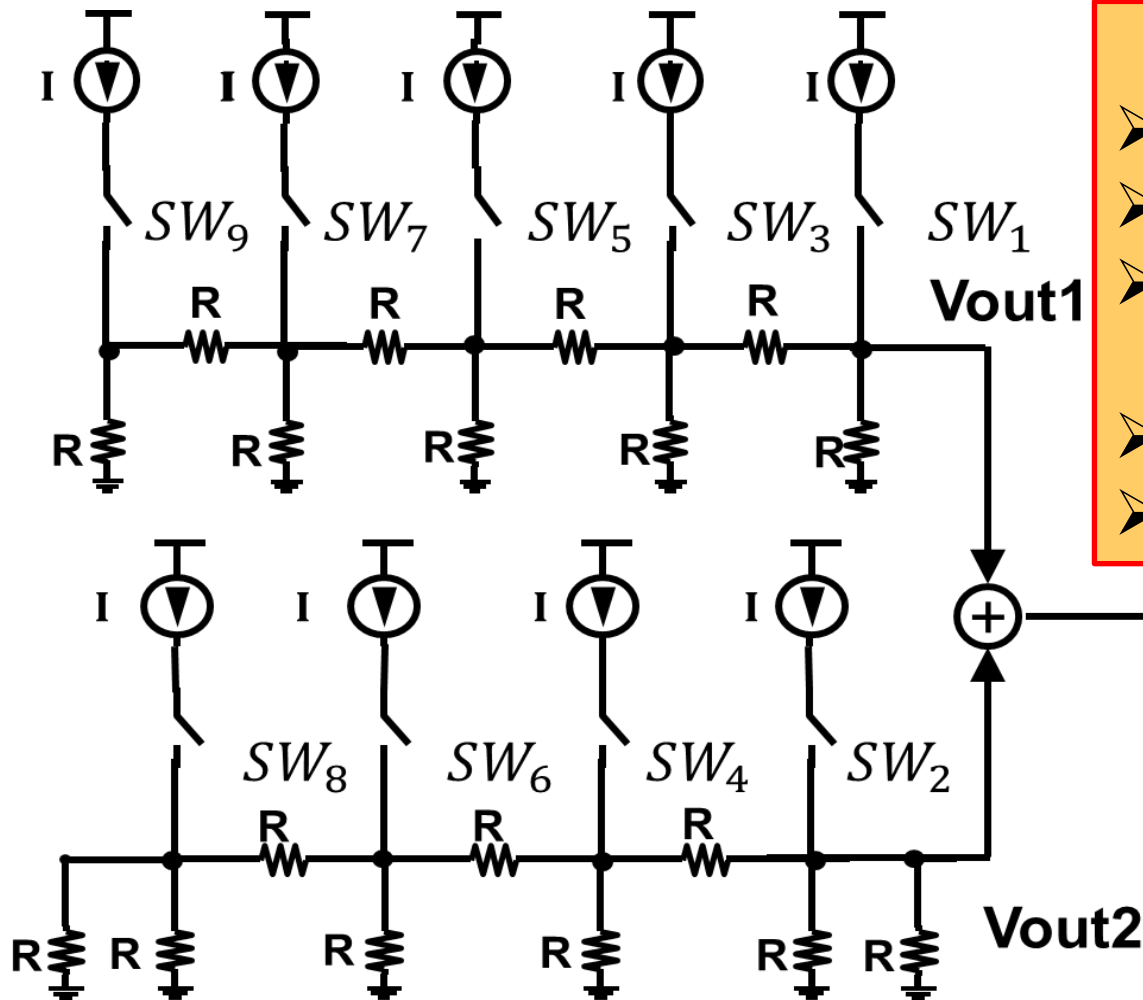 I I I I I
SW₉ SW₇ SW₅ SW₃ SW₁
R R R R Vout1
R R R R R
I I I I
+
SW₈ SW₆ SW₄ SW₂
R R R
R R R R R R Vout2